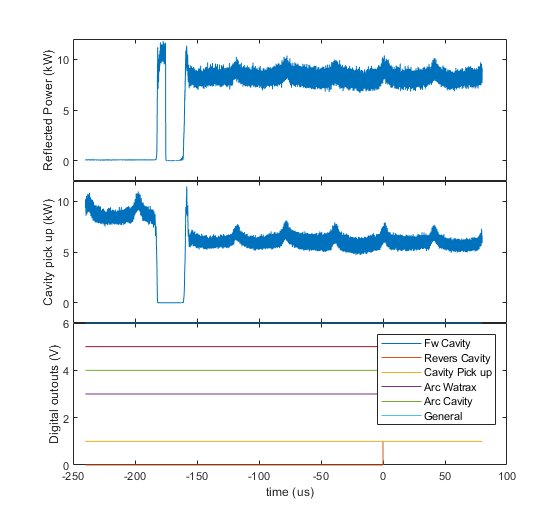 10
5
0
Reflected Power (kW)
10
5
0
Cavity pick up (kW)
6
4
2
0
Digital outouts (V)
Fw Cavity
Revers Cavity
Cavity Pick up
Arc Watrax
Arc Cavity
General
-250 -200 -150 -100 -50 0 50 100
time (us)